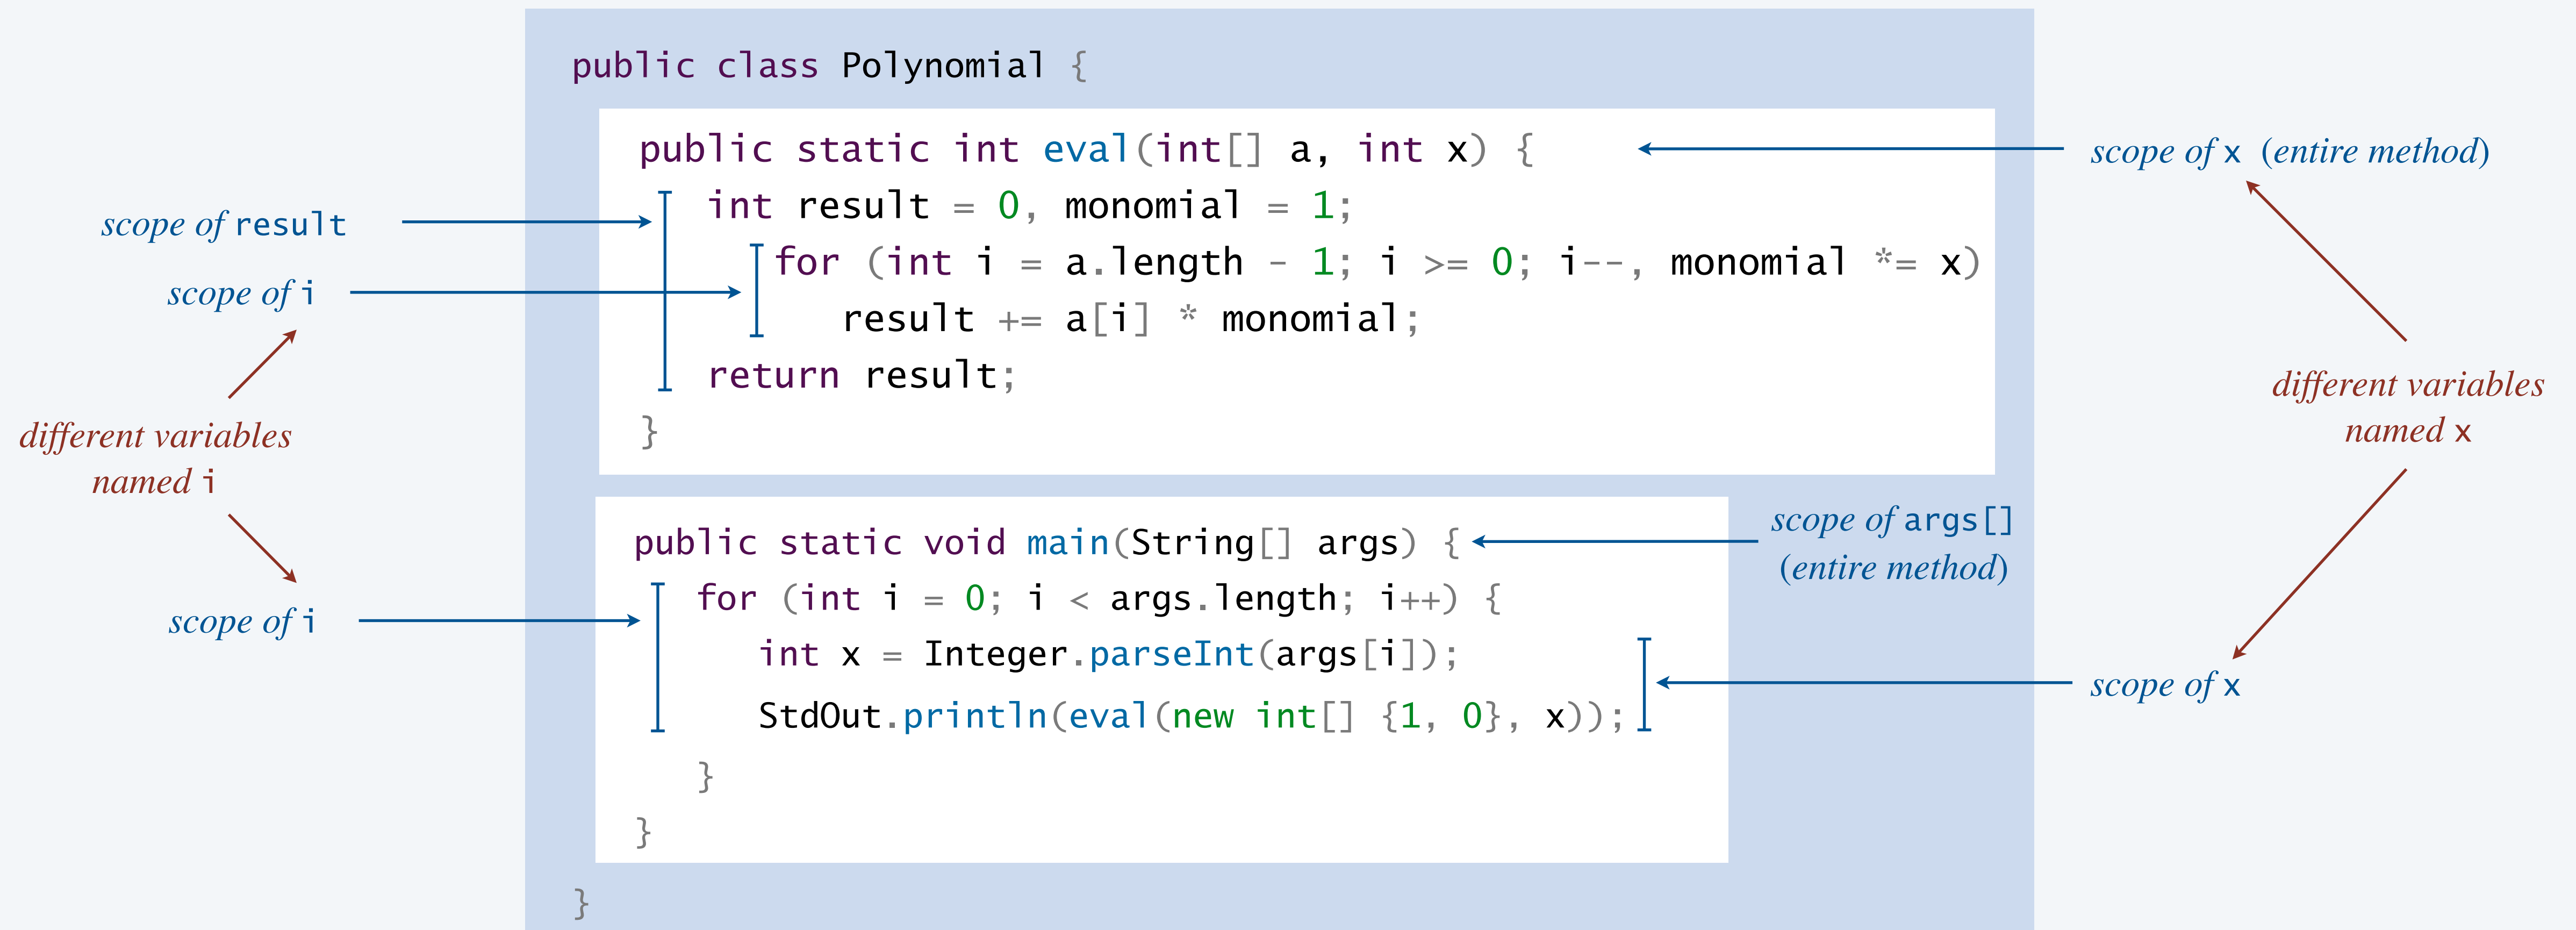 public class Polynomial {
public static int eval(int[] a, int x) {
scope of x (entire method)
int result = 0, monomial = 1;
scope of result
for (int i = a.length - 1; i >= 0; i--, monomial *= x)
scope of i
result += a[i] * monomial;
return result;
}
different variables
named i
different variables
named x
public static void main(String[] args) {
scope of args[]
(entire method)
for (int i = 0; i < args.length; i++) {
scope of i
int x = Integer.parseInt(args[i]);
scope of x
StdOut.println(eval(new int[] {1, 0}, x));
}
}
}